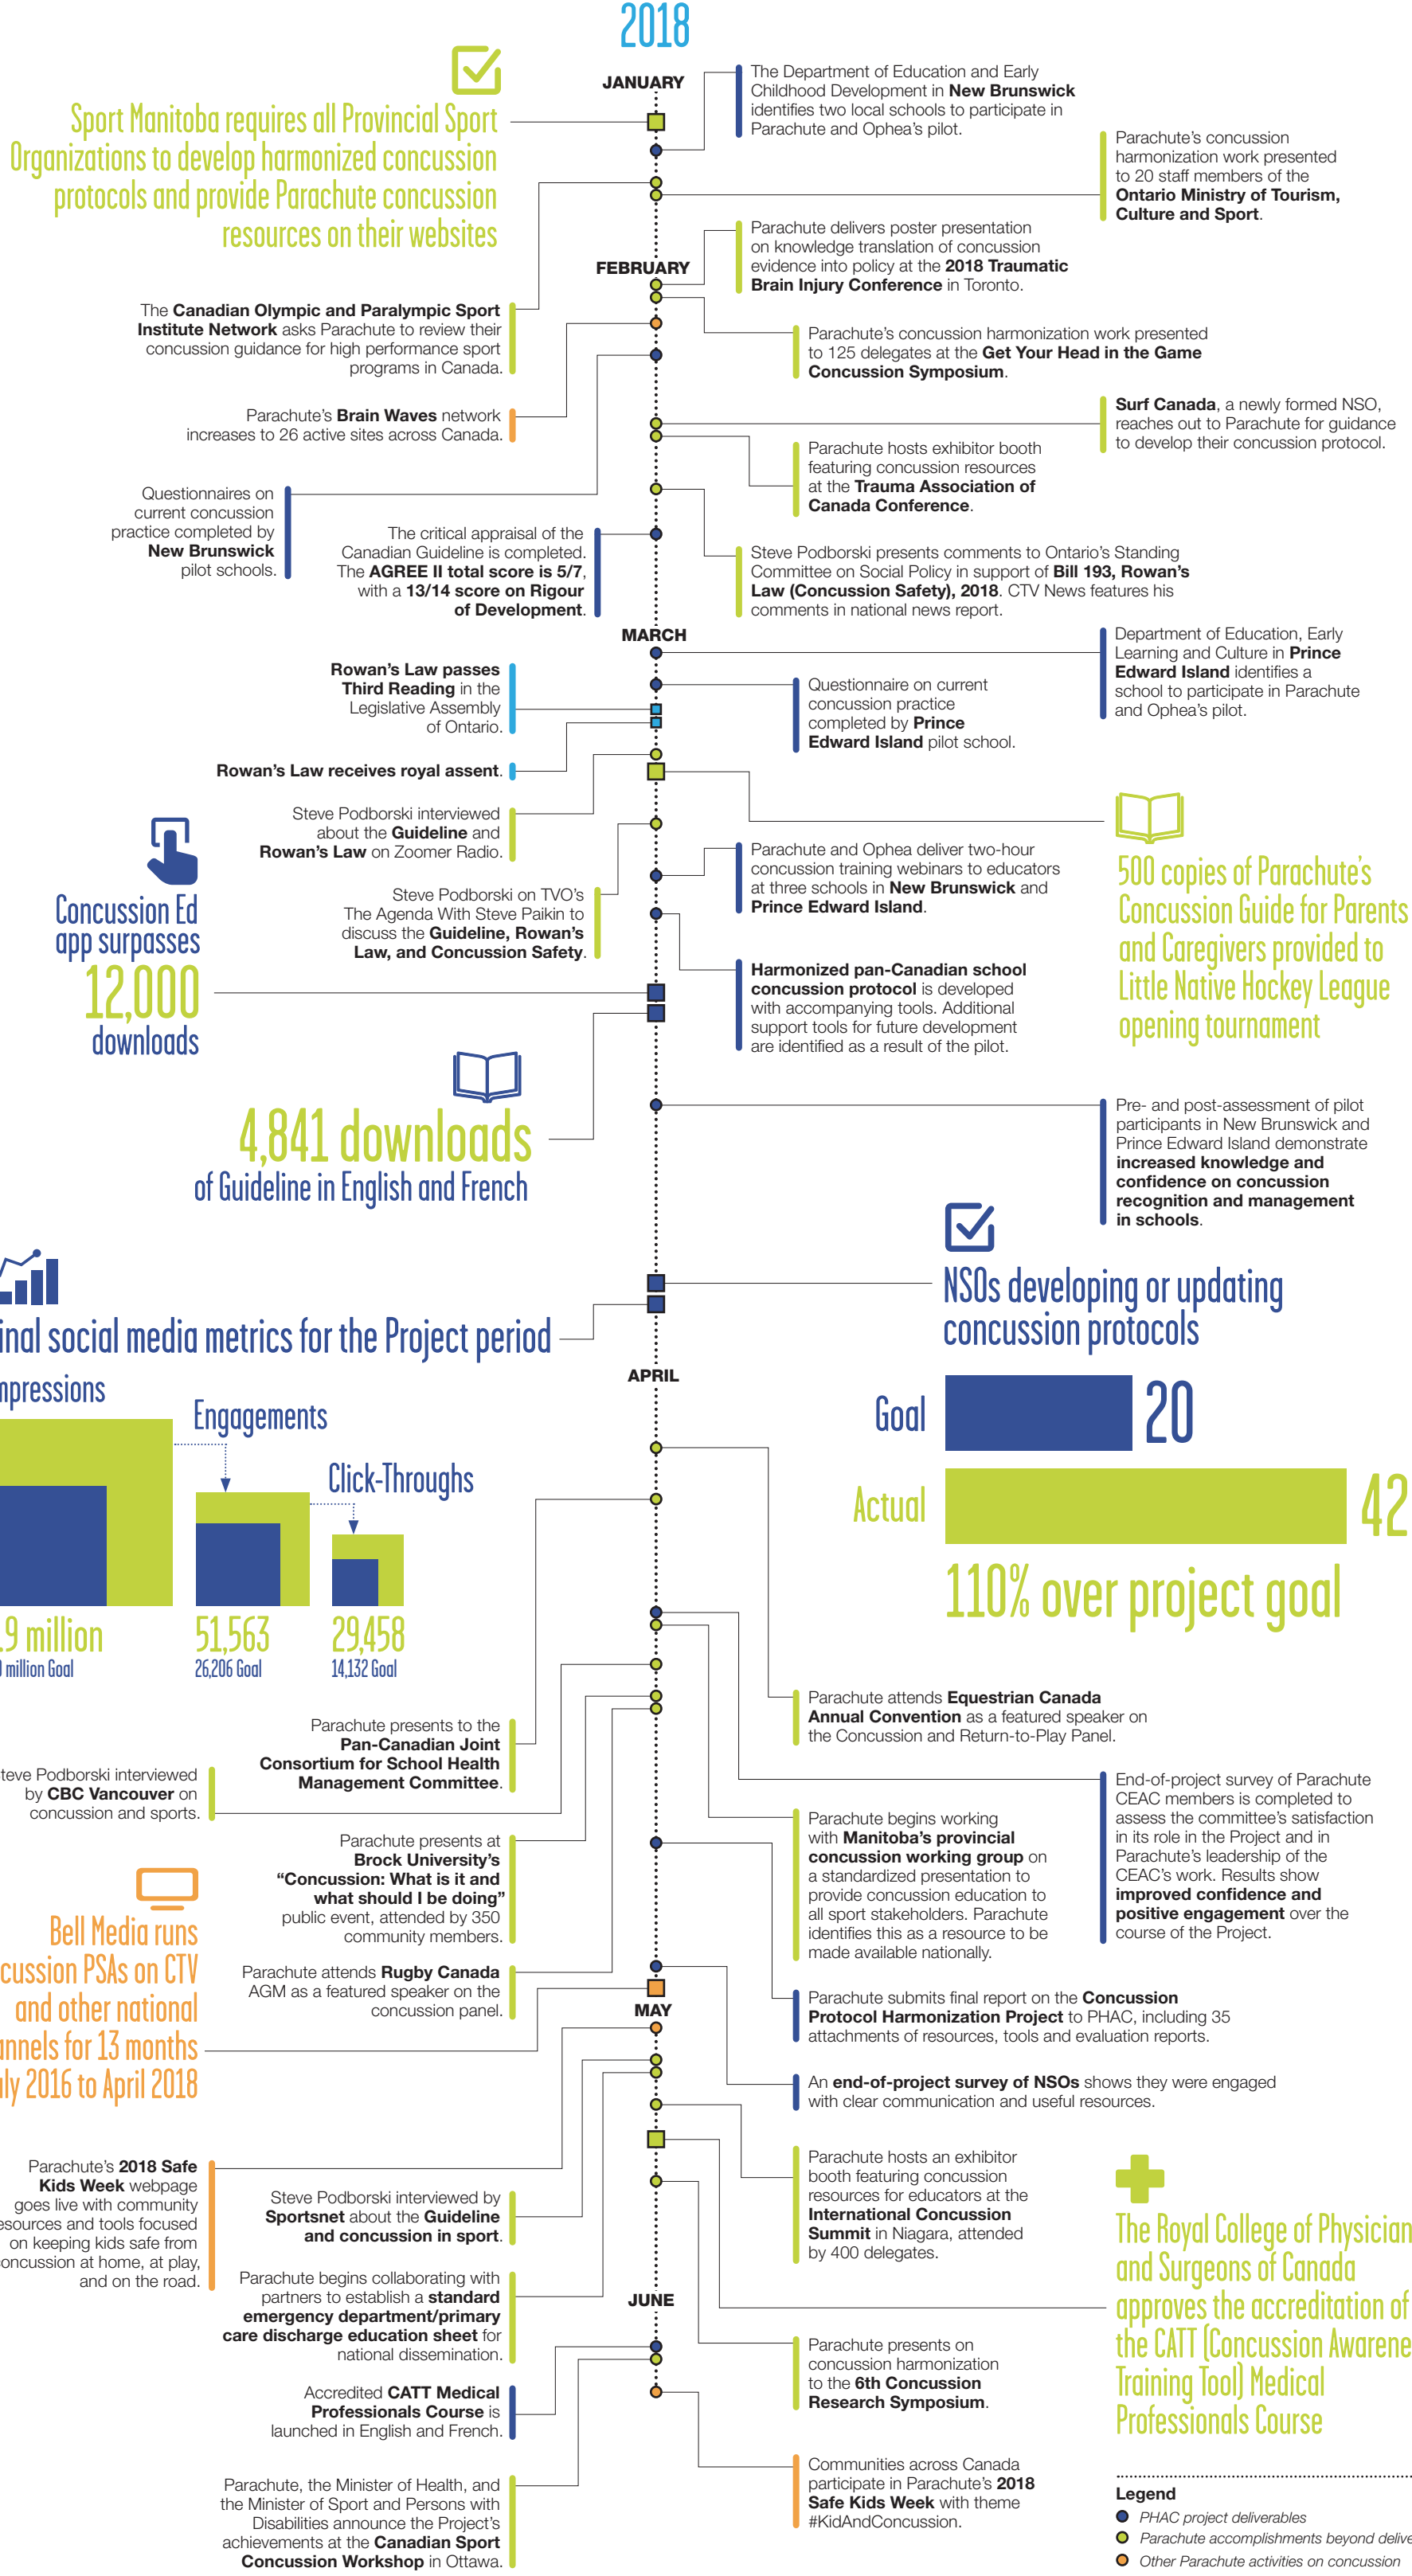 2018
JANUARY
Sport Manitoba requires all Provincial Sport
Organizations to develop harmonized concussion
protocols and provide Parachute concussion
resources on their websites
The Department of Education and Early
Childhood Development in New Brunswick
identifies two local schools to participate in
Parachute and Ophea's pilot.
Parachute's concussion
harmonization work presented
to 20 staff members of the
Ontario Ministry of Tourism,
Culture and Sport.
The Canadian Olympic and Paralympic Sport
Institute Network asks Parachute to review their
concussion guidance for high performance sport
programs in Canada.
FEBRUARY
Parachute delivers poster presentation
on knowledge translation of concussion
evidence into policy at the 2018 Traumatic
Brain Injury Conference in Toronto.
Parachute's concussion harmonization work presented
to 125 delegates at the Get Your Head in the Game
Concussion Symposium.
Parachute's Brain Waves network
increases to 26 active sites across Canada.
Surf Canada, a newly formed NSO,
reaches out to Parachute for guidance
to develop their concussion protocol.
Parachute hosts exhibitor booth
featuring concussion resources
at the Trauma Association of
Canada Conference.
Questionnaires on
current concussion
practice completed by
New Brunswick
pilot schools.
The critical appraisal of the
Canadian Guideline is completed.
The AGREE II total score is 5/7,
with a 13/14 score on Rigour
of Development.
Steve Podborski presents comments to Ontario's Standing
Committee on Social Policy in support of Bill 193, Rowan's
Law (Concussion Safety), 2018. CTV News features his
comments in national news report.
MARCH
Department of Education, Early
Learning and Culture in Prince
Edward Island identifies a
school to participate in Parachute
and Ophea's pilot.
Rowan's Law passes
Third Reading in the
Legislative Assembly
of Ontario.
Questionnaire on current
concussion practice
completed by Prince
Edward Island pilot school.
Rowan's Law receives royal assent.
Steve Podborski interviewed
about the Guideline and
Rowan's Law on Zoomer Radio.
500 copies of Parachute's
Concussion Guide for Parents
and Caregivers provided to
Little Native Hockey League
opening tournament
Steve Podborski on TVO's
The Agenda With Steve Paikin to
discuss the Guideline, Rowan's
Law, and Concussion Safety.
Parachute and Ophea deliver two-hour
concussion training webinars to educators
at three schools in New Brunswick and
Prince Edward Island.
Concussion Ed
app surpasses
12,000
downloads
Harmonized pan-Canadian school
concussion protocol is developed
with accompanying tools. Additional
support tools for future development
are identified as a result of the pilot.
4,841 downloads
of Guideline in English and French
Pre- and post-assessment of pilot
participants in New Brunswick and
Prince Edward Island demonstrate
increased knowledge and
confidence on concussion
recognition and management
in schools.
NSOs developing or updating
concussion protocols
Goal
20
Actual
42
110% over project goal
inal social media metrics for the Project period
mpressions
Engagements
Click-Throughs
.9 million
million Goal
51,563
26,206 Goal
29,458
14,132 Goal
APRIL
Parachute attends Equestrian Canada
Annual Convention as a featured speaker on
the Concussion and Return-to-Play Panel.
Parachute presents to the
Pan-Canadian Joint
Consortium for School Health
Management Committee.
End-of-project survey of Parachute
CEAC members is completed to
assess the committee's satisfaction
in its role in the Project and in
Parachute's leadership of the
CEAC's work. Results show
improved confidence and
positive engagement over the
course of the Project.
Parachute begins working
with Manitoba's provincial
concussion working group on
a standardized presentation to
provide concussion education to
all sport stakeholders. Parachute
identifies this as a resource to be
made available nationally.
teve Podborski interviewed
by CBC Vancouver on
concussion and sports.
Parachute presents at
Brock University's
"Concussion: What is it and
what should I be doing"
public event, attended by 350
community members.
Parachute attends Rugby Canada
AGM as a featured speaker on the
concussion panel.
Parachute submits final report on the Concussion
Protocol Harmonization Project to PHAC, including 35
attachments of resources, tools and evaluation reports.
An end-of-project survey of NSOs shows they were engaged
with clear communication and useful resources.
Bell Media runs
cussion PSAs on CTV
and other national
annels for 13 months
uly 2016 to April 2018
MAY
Parachute's 2018 Safe
Kids Week webpage
goes live with community
esources and tools focused
on keeping kids safe from
oncussion at home, at play,
and on the road.
Steve Podborski interviewed by
Sportsnet about the Guideline
and concussion in sport.
Parachute begins collaborating with
partners to establish a standard
emergency department/primary
care discharge education sheet for
national dissemination.
Parachute hosts an exhibitor
booth featuring concussion
resources for educators at the
International Concussion
Summit in Niagara, attended
by 400 delegates.
The Royal College of Physician
and Surgeons of Canada
approves the accreditation of
the CATT (Concussion Awarene
Training Tool) Medical
Professionals Course
Parachute presents on
concussion harmonization
to the 6th Concussion
Research Symposium.
JUNE
Accredited CATT Medical
Professionals Course is
launched in English and French.
Parachute, the Minister of Health, and
the Minister of Sport and Persons with
Disabilities announce the Project's
achievements at the Canadian Sport
Concussion Workshop in Ottawa.
Communities across Canada
participate in Parachute's 2018
Safe Kids Week with theme
#KidAndConcussion.
Legend
PHAC project deliverables
Parachute accomplishments beyond delive
Other Parachute activities on concussion